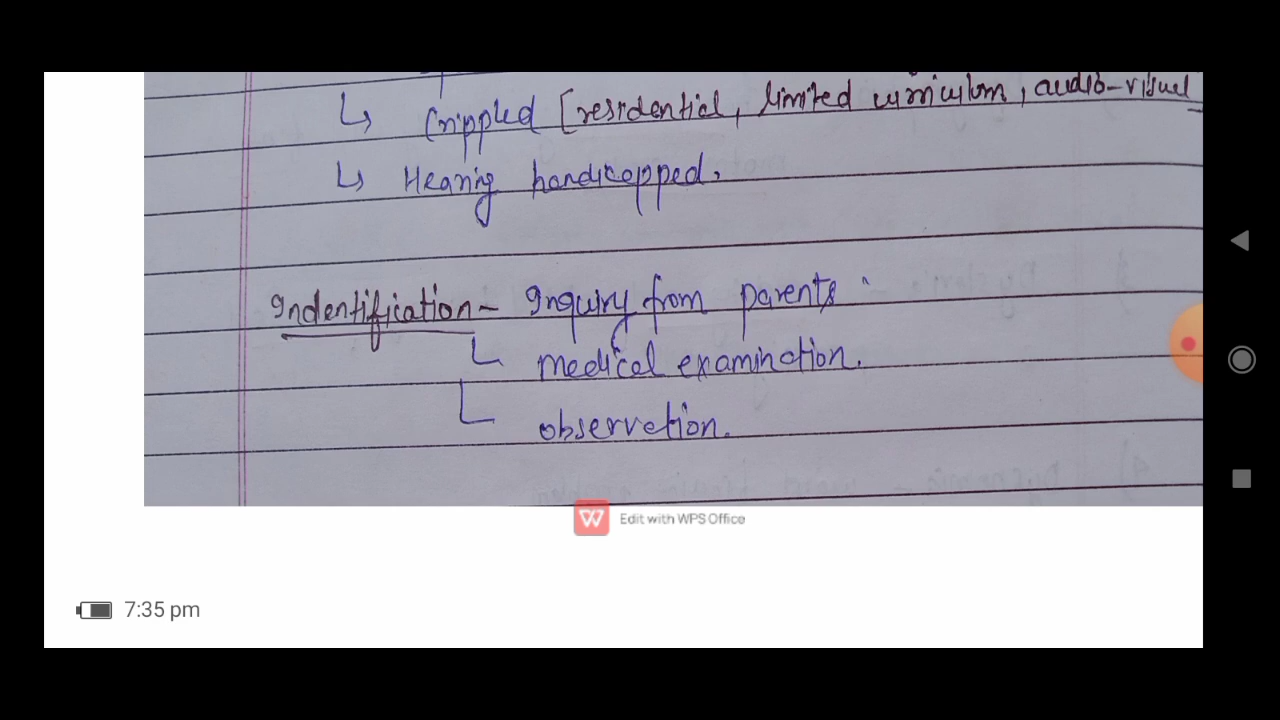 ↳ Crippled [residential, limited curriculum, audio-visual
↳ Hearing handicapped.
Indentification - Inquiry from parents
medical examination.
observation.
Edit with WPS Office
7:35 pm